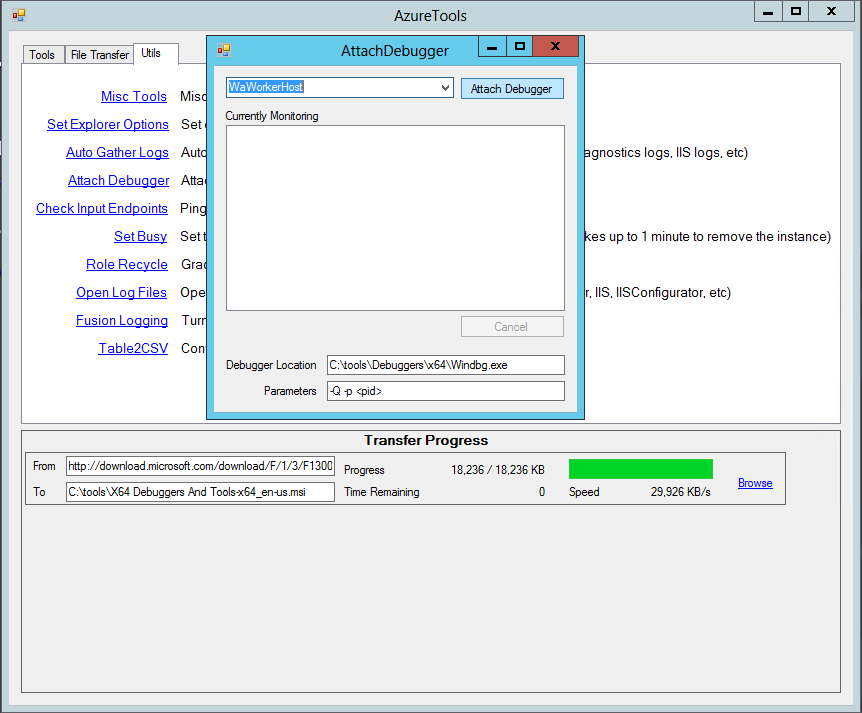 AzureTools
Tools File Transfer Utils
AttachDebugger
WaWorkerHost Attach Debugger
Currently Monitoring
Cancel
Debugger Location C:\tools\Debuggers\x64\Windbg.exe
Parameters -Q -p <pid>
Misc Tools Misc
Set Explorer Options Set
Auto Gather Logs Auto agnostics logs, IIS logs, etc)
Attach Debugger Atta
Check Input Endpoints Ping
Set Busy Set t kes up to 1 minute to remove the instance)
Role Recycle Grac
Open Log Files Ope r, IIS, IISConfigurator, etc)
Fusion Logging Turn
Table2CSV Con
Transfer Progress
From http://download.microsoft.com/download/F/1/3/F1300 Progress 18,236 / 18,236 KB
To C:\tools\X64 Debuggers And Tools-x64_en-us.msi Time Remaining 0 Speed 29,926 KB/s Browse